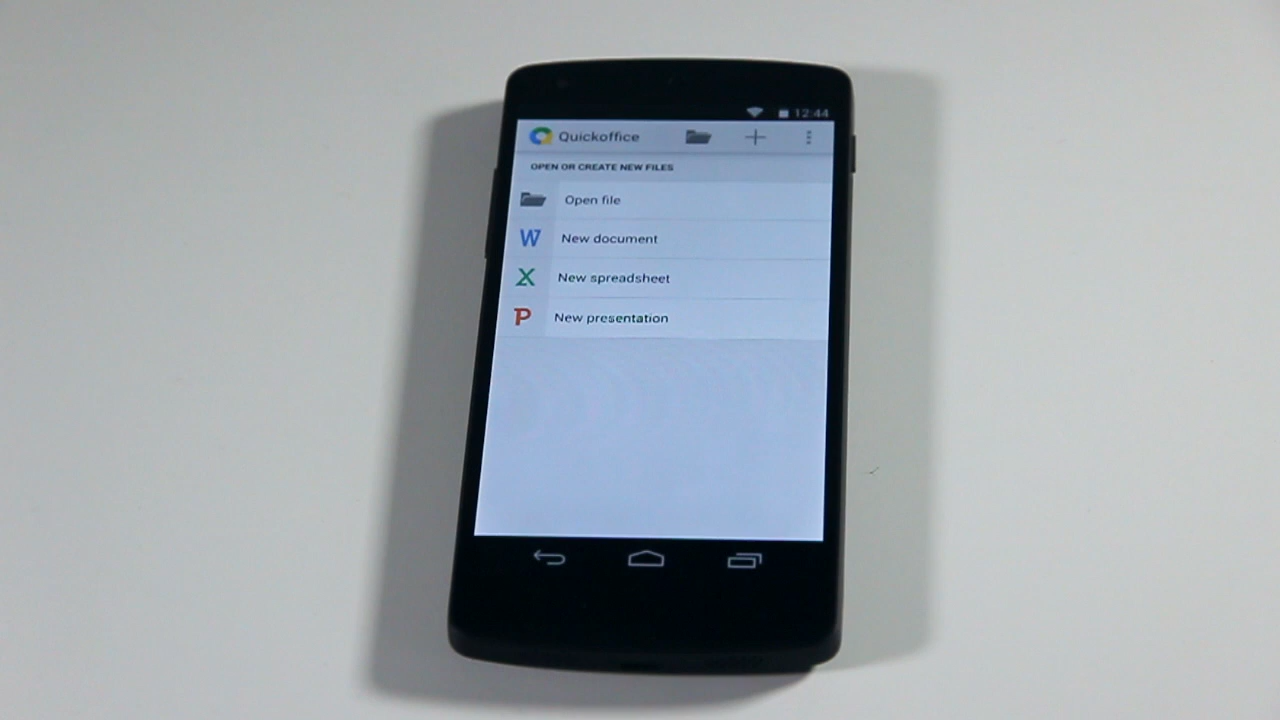 12:44
Quickoffice
OPEN OR CREATE NEW FILES
Open file
W New document
X New spreadsheet
P New presentation